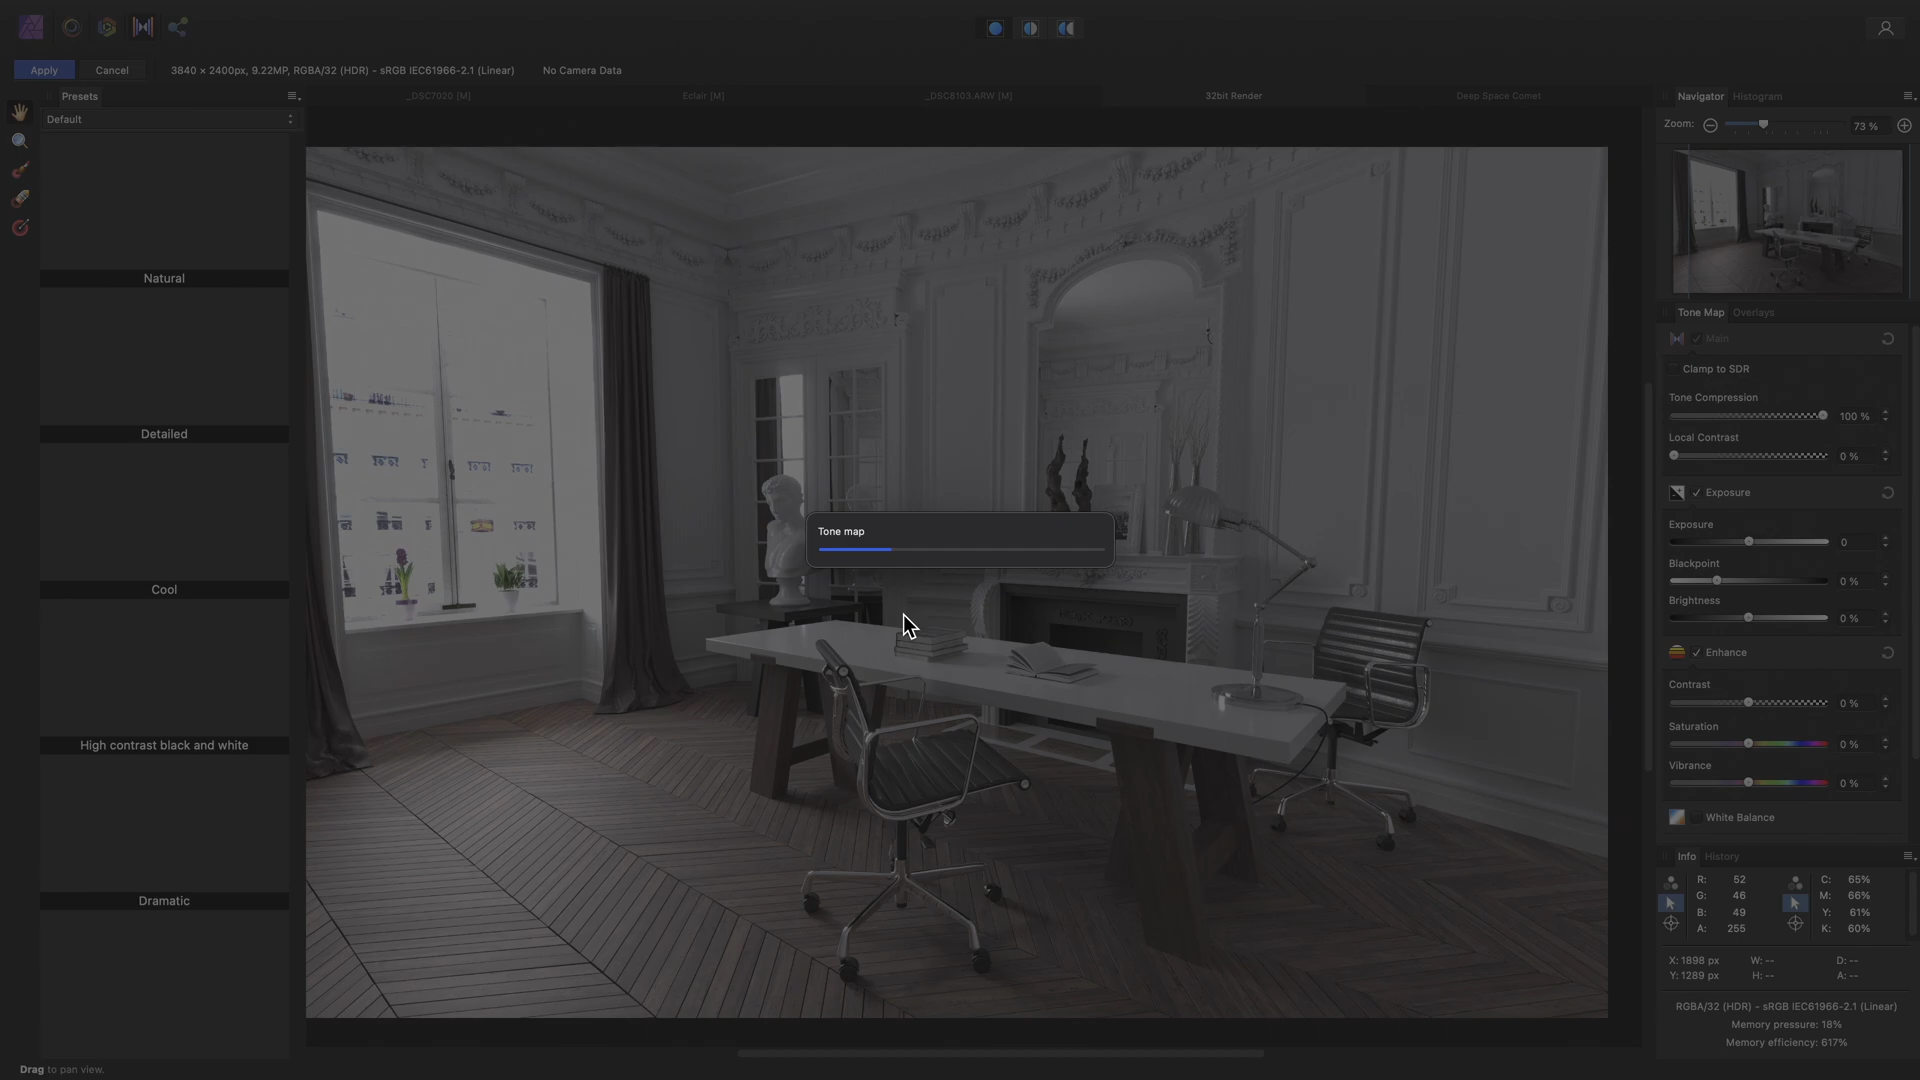 Apply
Cancel
3840 × 2400px, 9.22MP, RGBA/32 (HDR) - sRGB IEC61966-2.1 (Linear)
No Camera Data
Presets
_DSC7020 [M]
Eclair [M]
_DSC8103.ARW [M]
32bit Render
Deep Space Comet
Navigator
Histogram
Default
Zoom:
73 %
Natural
Detailed
Cool
High contrast black and white
Dramatic
Tone map
Tone Map
Overlays
Main
Clamp to SDR
Tone Compression
100 %
Local Contrast
0 %
Exposure
Exposure
0
Blackpoint
0 %
Brightness
0 %
Enhance
Contrast
0 %
Saturation
0 %
Vibrance
0 %
White Balance
Info
History
R: 52 C: 65%
G: 46 M: 66%
B: 49 Y: 61%
A: 255 K: 60%
X: 1898 px W: -- D: --
Y: 1289 px H: -- A: --
RGBA/32 (HDR) - sRGB IEC61966-2.1 (Linear)
Memory pressure: 18%
Memory efficiency: 617%
Drag to pan view.